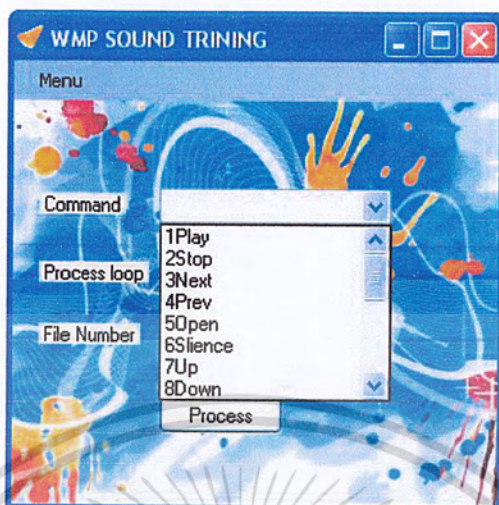 WMP SOUND TRINING
Menu
Command
1Play
2Stop
3Next
Process loop
4Prev
5Open
File Number
6Slience
7Up
8Down
Process